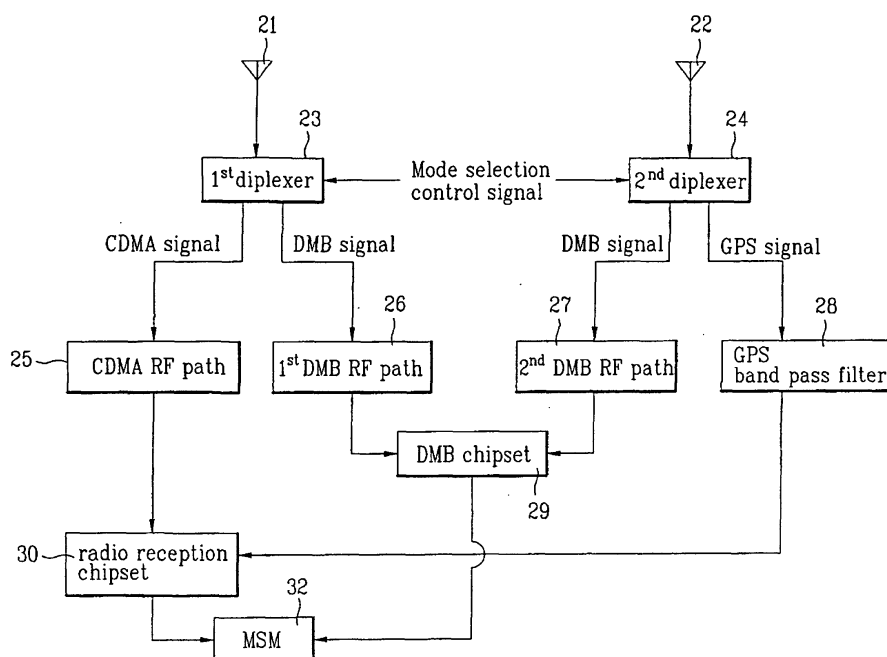 21
22
23
24
1st diplexer
Mode selection
control signal
2nd diplexer
CDMA signal
DMB signal
DMB signal
GPS signal
25
26
27
28
CDMA RF path
1st DMB RF path
2nd DMB RF path
GPS
band pass filter
DMB chipset
29
30
radio reception
chipset
32
MSM